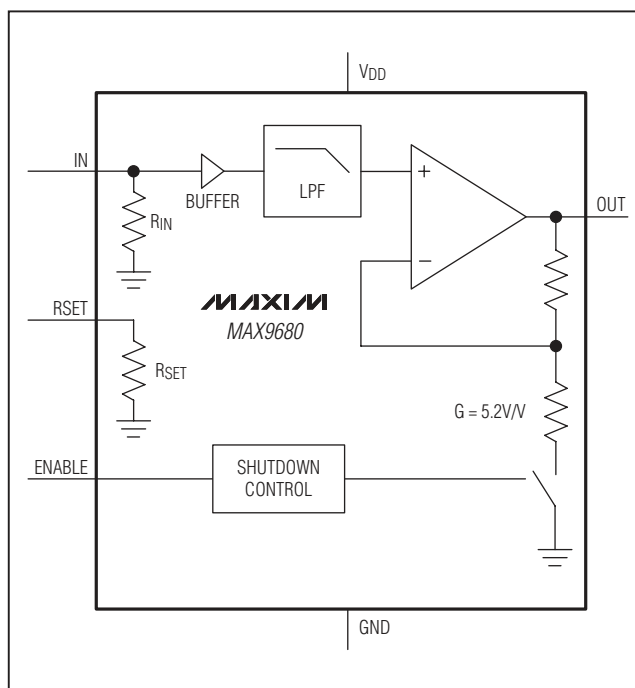 VDD
IN
BUFFER
LPF
+
−
OUT
RIN
MAXIM
MAX9680
RSET
RSET
G = 5.2V/V
ENABLE
SHUTDOWN
CONTROL
GND